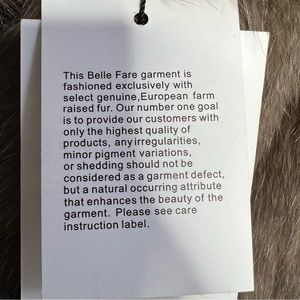 This Belle Fare garment is
fashioned exclusively with
select genuine,European farm
raised fur. Our number one goal
is to provide our customers with
only the highest quality of
products, any irregularities,
minor pigment variations,
or shedding should not be
considered as a garment defect,
but a natural occurring attribute
that enhances the beauty of the
garment. Please see care
instruction label.